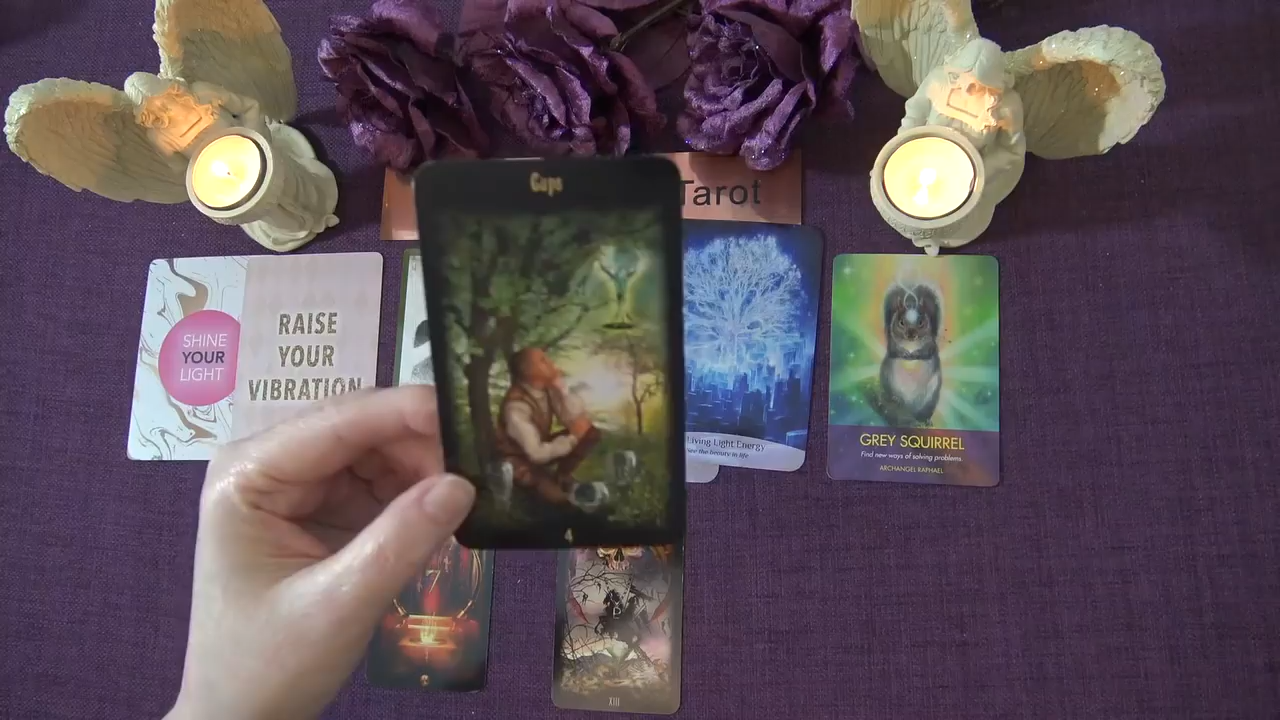 Cups
Tarot
SHINE
YOUR
LIGHT
RAISE
YOUR
VIBRATION
Living Light Energy
see the beauty in life
GREY SQUIRREL
Find new ways of solving problems.
ARCHANGEL RAPHAEL
4
XIII